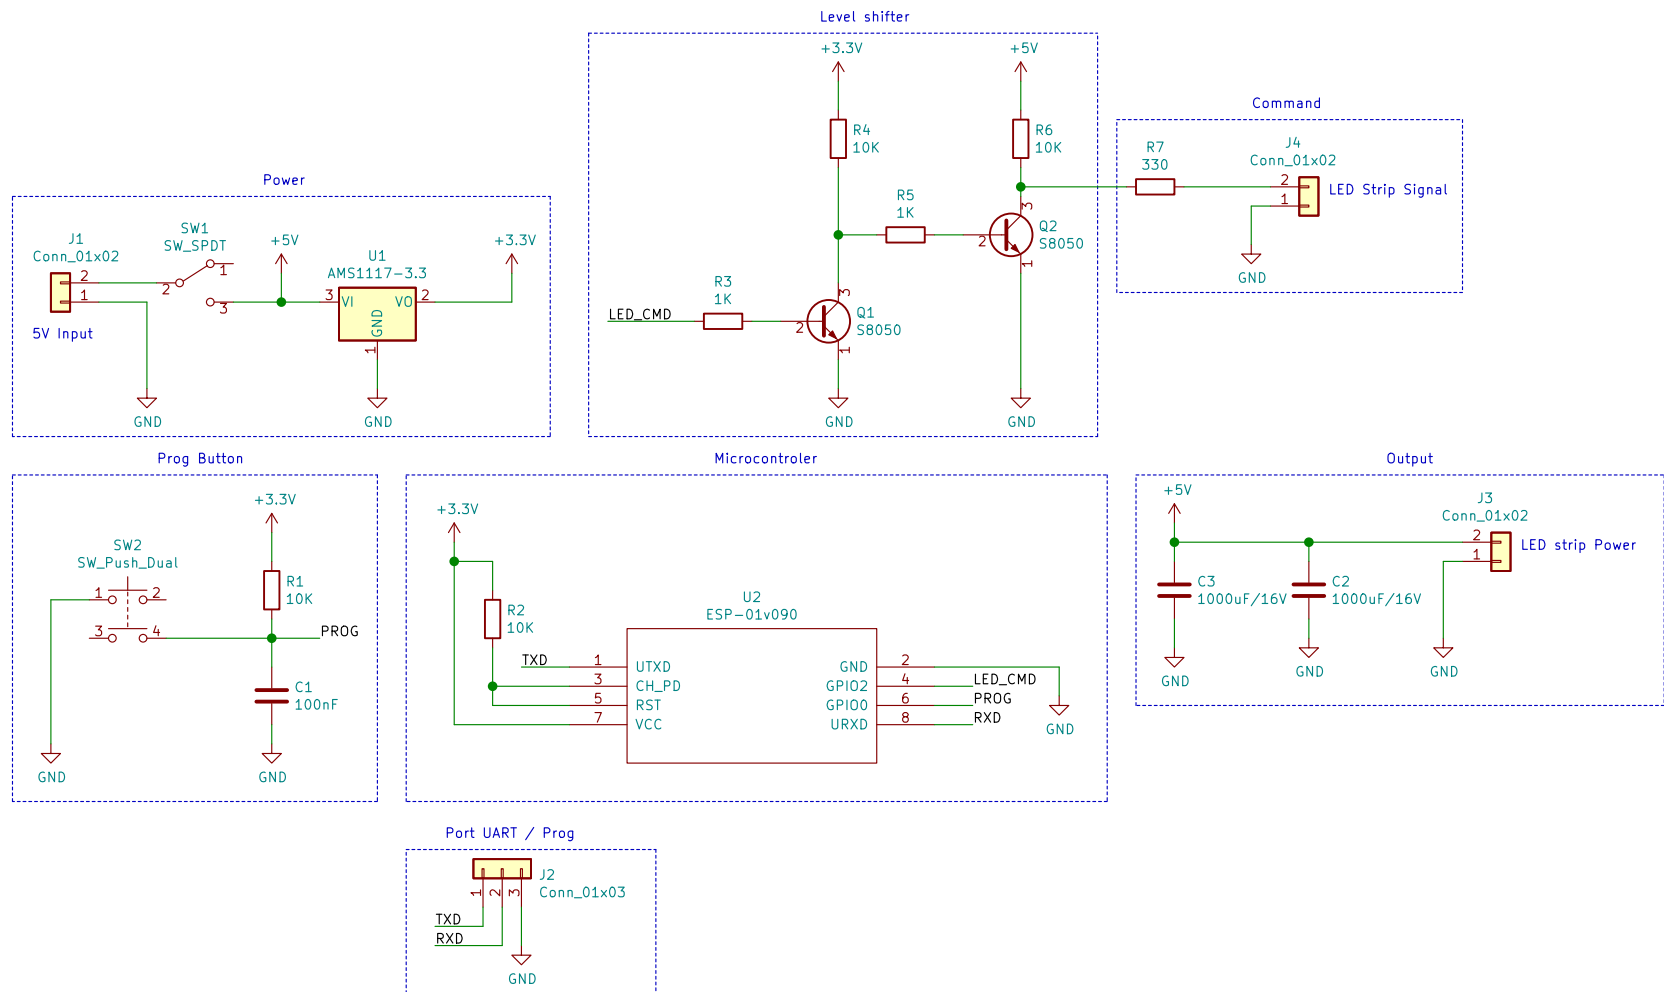 Level shifter
+3.3V
+5V
R4
10K
R6
10K
R5
1K
3
2
Q2
S8050
1
R3
1K
LED_CMD
3
2
Q1
S8050
1
GND
GND
Command
R7
330
J4
Conn_01x02
2
1
LED Strip Signal
GND
Power
J1
Conn_01x02
2
1
5V Input
SW1
SW_SPDT
1
2
3
+5V
U1
AMS1117-3.3
3
VI
VO
2
GND
1
+3.3V
GND
GND
Prog Button
+3.3V
SW2
SW_Push_Dual
1
2
3
4
R1
10K
PROG
C1
100nF
GND
GND
Microcontroler
+3.3V
R2
10K
U2
ESP-01v090
TXD
1
UTXD
3
CH_PD
5
RST
7
VCC
GND
2
GPIO2
4
LED_CMD
GPIO0
6
PROG
URXD
8
RXD
GND
Output
+5V
J3
Conn_01x02
2
1
LED strip Power
C3
1000uF/16V
C2
1000uF/16V
GND
GND
GND
Port UART / Prog
J2
Conn_01x03
1
2
3
TXD
RXD
GND